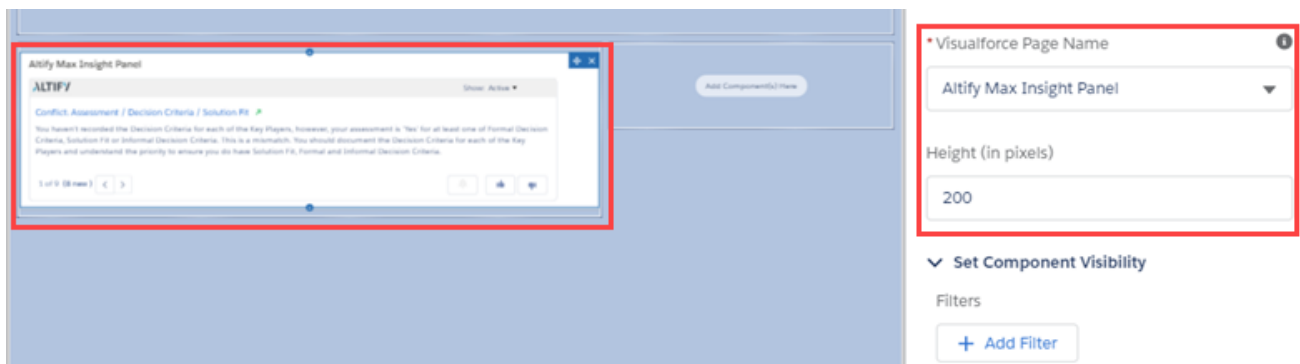 Altify Max Insight Panel
ALTIFY
Show: Active
Conflict: Assessment / Decision Criteria / Solution Fit
You haven't recorded the Decision Criteria for each of the Key Players, however, your assessment is 'Yes' for at least one of Formal Decision
Criteria, Solution Fit or Informal Decision Criteria. This is a mismatch. You should document the Decision Criteria for each of the Key
Players and understand the priority to ensure you do have Solution Fit, Formal and Informal Decision Criteria.
of 9
Add Component(s) Here
* Visualforce Page Name
Altify Max Insight Panel
Height (in pixels)
200
Set Component Visibility
Filters
+ Add Filter